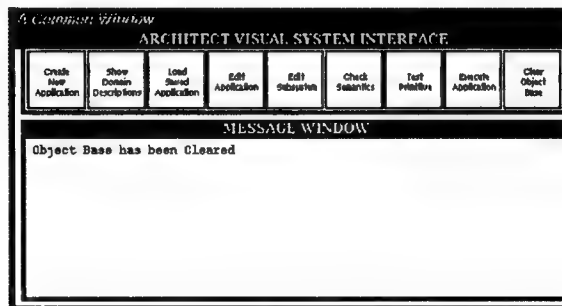 A Common Window
ARCHITECT VISUAL SYSTEM INTERFACE
Create New Application
Show Domain Descriptions
Load Saved Application
Edit Application
Edit Subsystem
Check Semantics
Test Primitive
Execute Application
Clear Object Base
MESSAGE WINDOW
Object Base has been Cleared